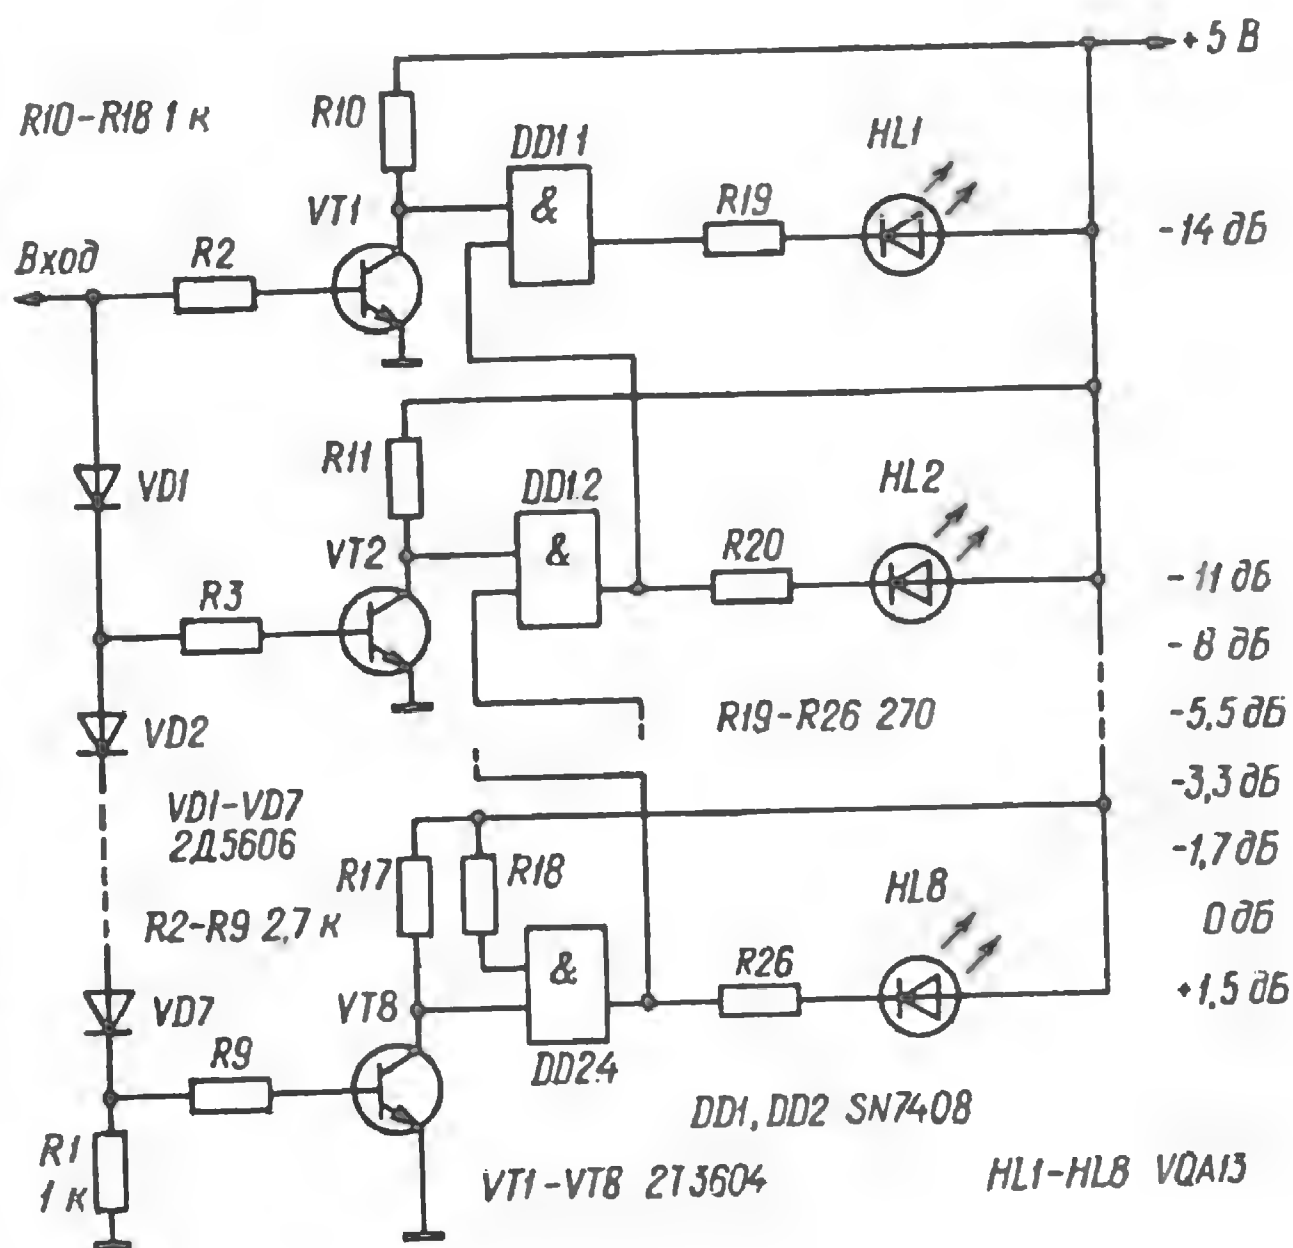 +5 В
R10-R18 1 к
R10
DD1 1
HL1
&
VT1
R19
-14 дБ
Вход
R2
R11
DD1.2
HL2
VD1
&
VT2
R20
-11 дБ
R3
-8 дБ
R19-R26 270
-5,5 дБ
VD2
-3,3 дБ
VD1-VD7
2Д5606
-1,7 дБ
R17
R18
HL8
R2-R9 2,7 к
0 дБ
&
R26
+1,5 дБ
VD7
VT8
R9
DD2.4
DD1, DD2 SN7408
R1
1 к
VT1-VT8 2Т3604
HL1-HL8 VQA13